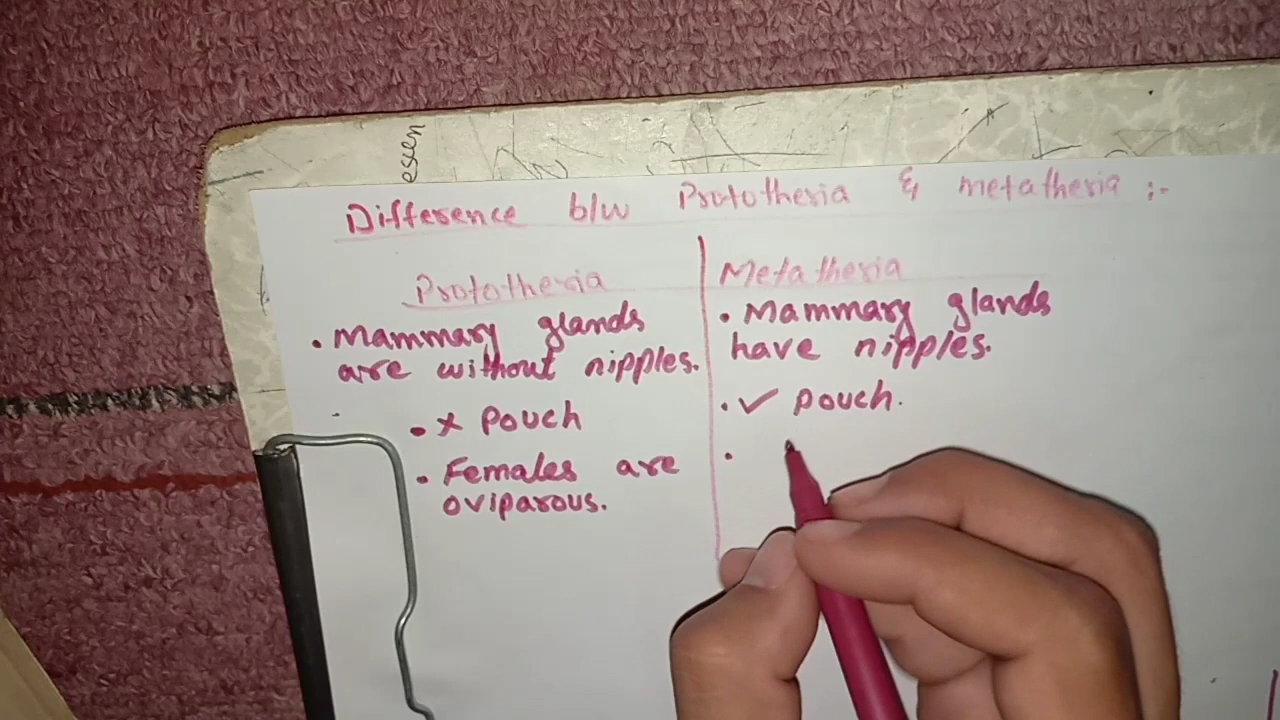 esen
Difference b/w Prototheria & metatheria :-
Prototheria
• Mammary glands
are without nipples.
• x Pouch
• Females are
oviparous.
Metatheria
• Mammary glands
have nipples.
• ✓ pouch.
•